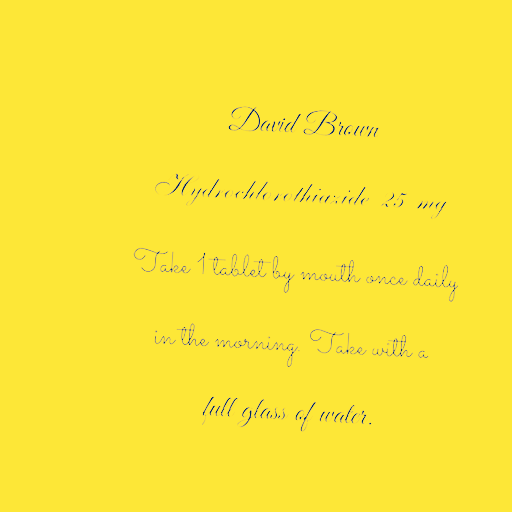 David Brown
Hydrochlorothiazide 25 mg
Take 1 tablet by mouth once daily
in the morning. Take with a
full glass of water.